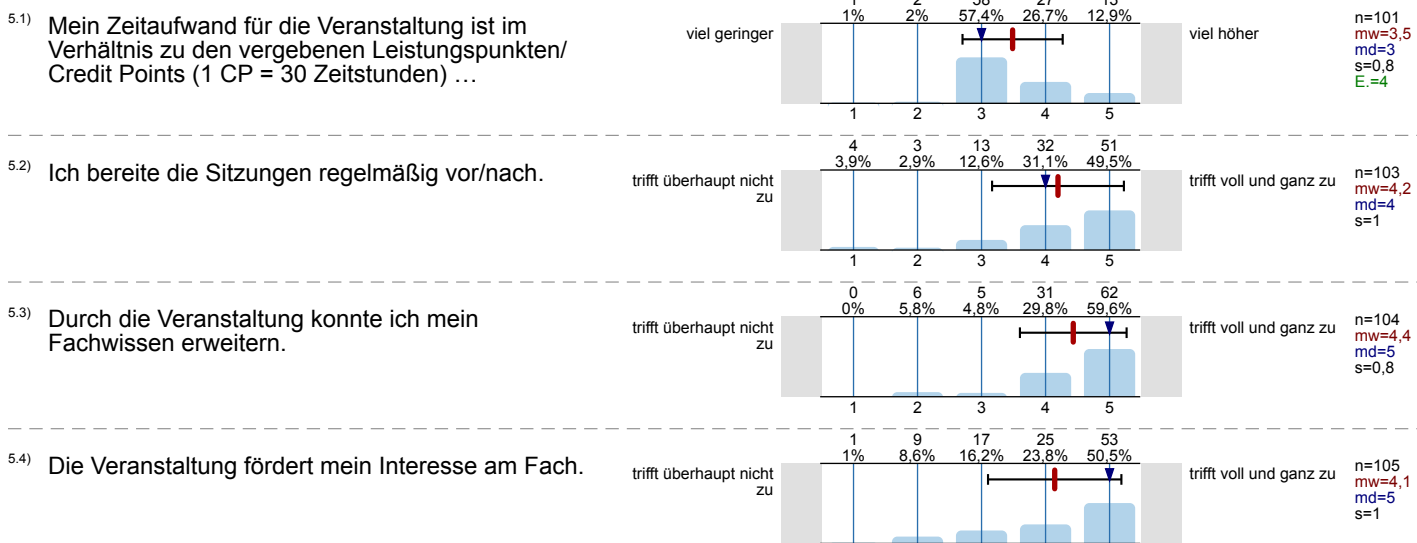 5.1) Mein Zeitaufwand für die Veranstaltung ist im
Verhältnis zu den vergebenen Leistungspunkten/
Credit Points (1 CP = 30 Zeitstunden) …
viel geringer
1% 2% 57,4% 26,7% 12,9%
viel höher
n=101
mw=3,5
md=3
s=0,8
E.=4
1 2 3 4 5
5.2) Ich bereite die Sitzungen regelmäßig vor/nach.
trifft überhaupt nicht
zu
4 3 13 32 51
3,9% 2,9% 12,6% 31,1% 49,5%
trifft voll und ganz zu
n=103
mw=4,2
md=4
s=1
1 2 3 4 5
5.3) Durch die Veranstaltung konnte ich mein
Fachwissen erweitern.
trifft überhaupt nicht
zu
0 6 5 31 62
0% 5,8% 4,8% 29,8% 59,6%
trifft voll und ganz zu
n=104
mw=4,4
md=5
s=0,8
1 2 3 4 5
5.4) Die Veranstaltung fördert mein Interesse am Fach.
trifft überhaupt nicht
zu
1 9 17 25 53
1% 8,6% 16,2% 23,8% 50,5%
trifft voll und ganz zu
n=105
mw=4,1
md=5
s=1